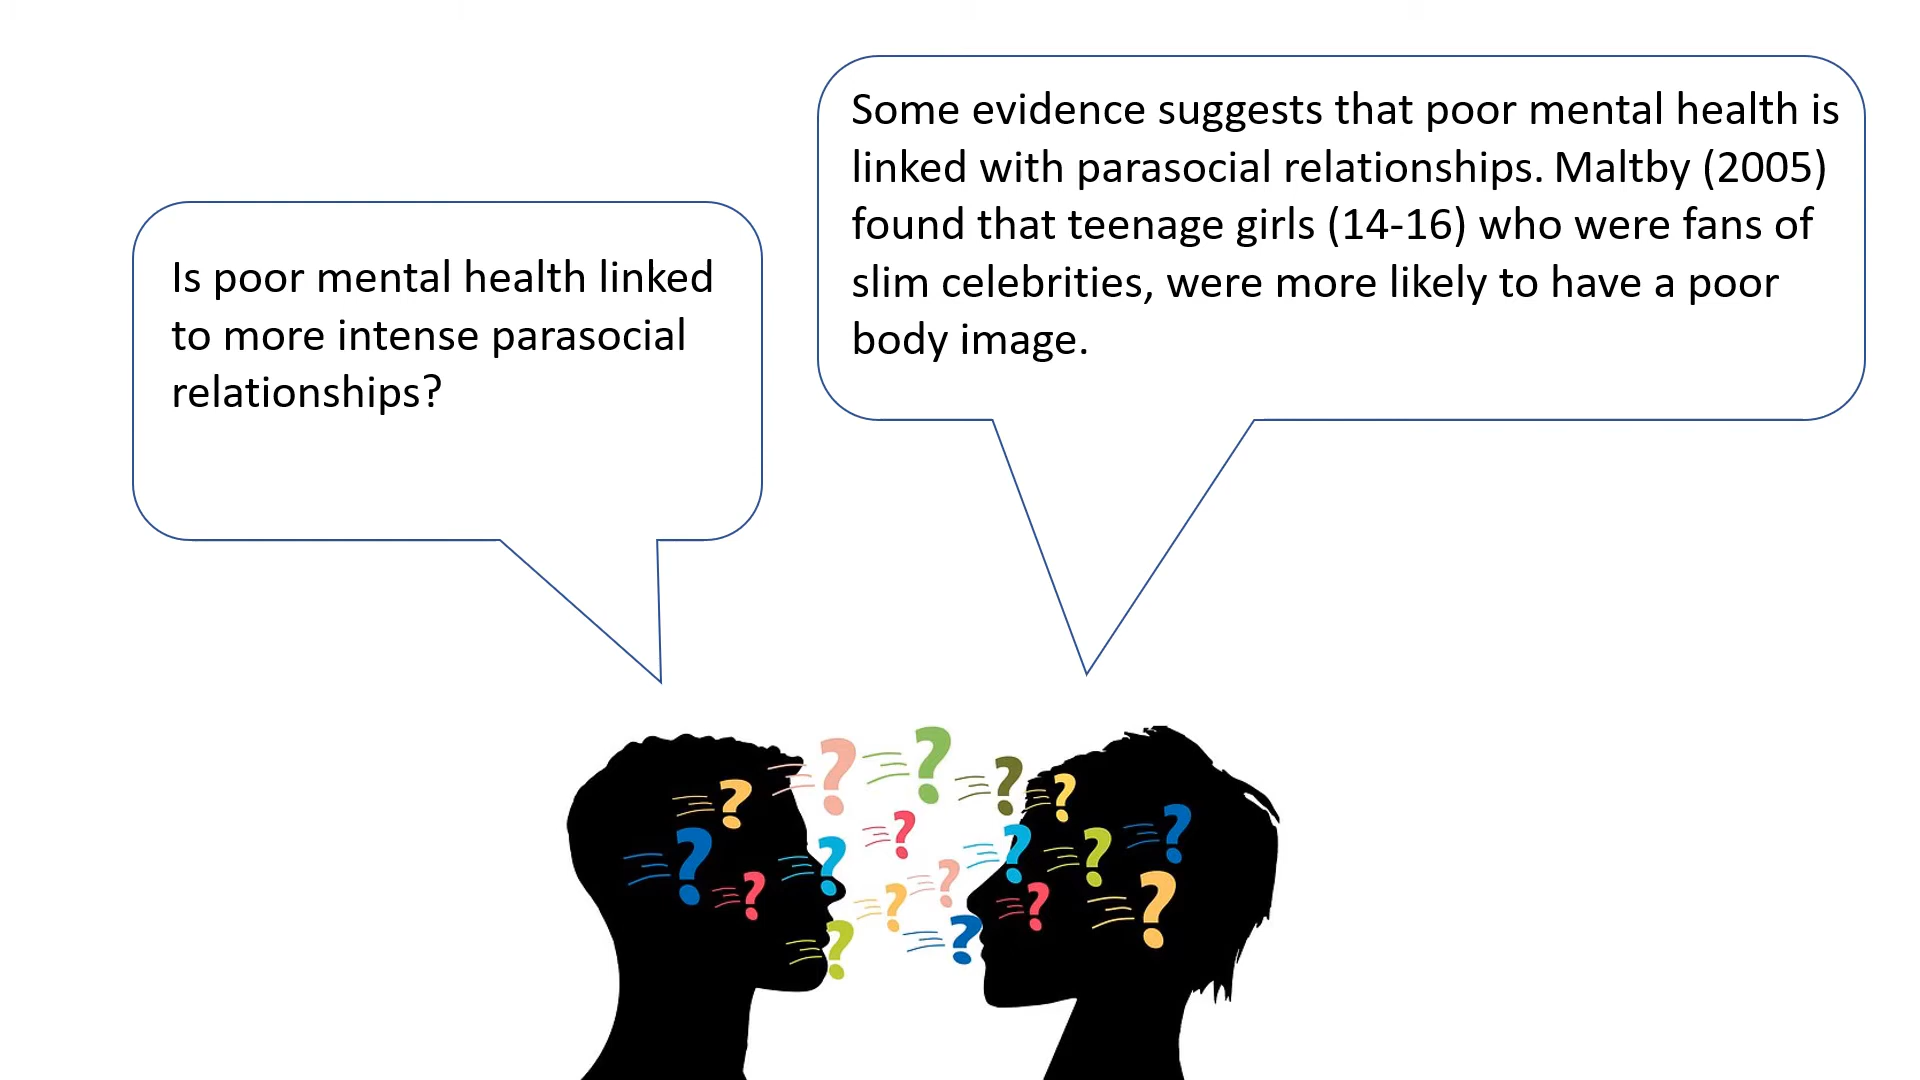 Is poor mental health linked
to more intense parasocial
relationships?
Some evidence suggests that poor mental health is
linked with parasocial relationships. Maltby (2005)
found that teenage girls (14-16) who were fans of
slim celebrities, were more likely to have a poor
body image.
? ? ? ? ? ? ? ? ? ? ? ? ? ? ? ? ? ? ?